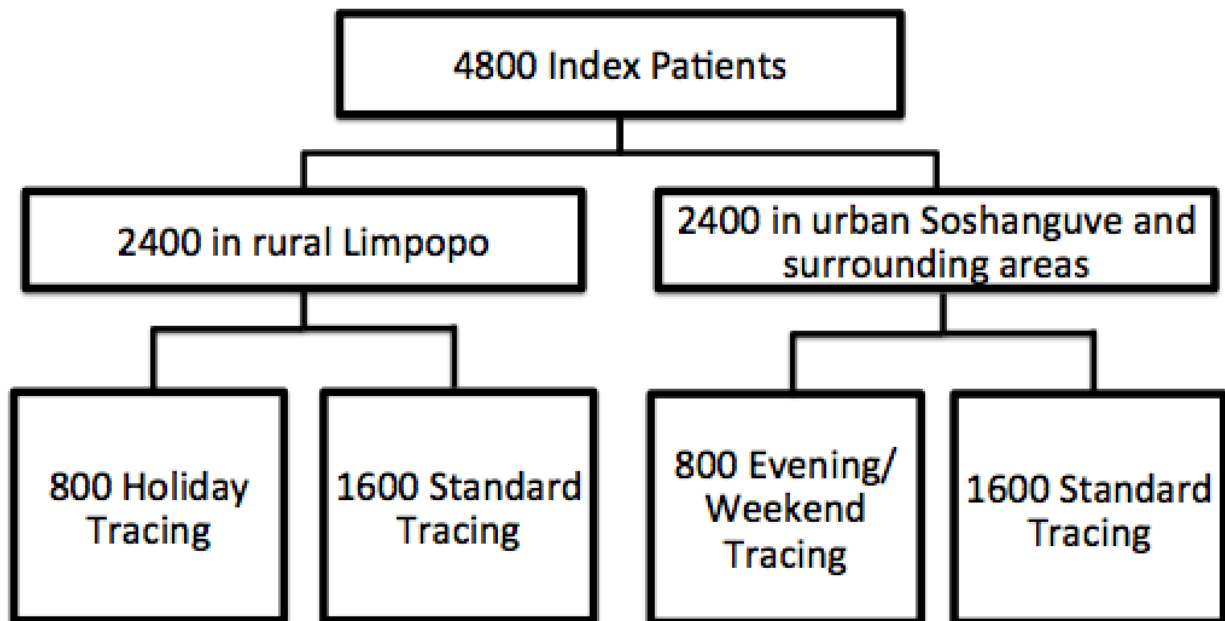 4800 Index Patients
2400 in rural Limpopo
2400 in urban Soshanguve and
surrounding areas
800 Holiday
Tracing
1600 Standard
Tracing
800 Evening/
Weekend
Tracing
1600 Standard
Tracing